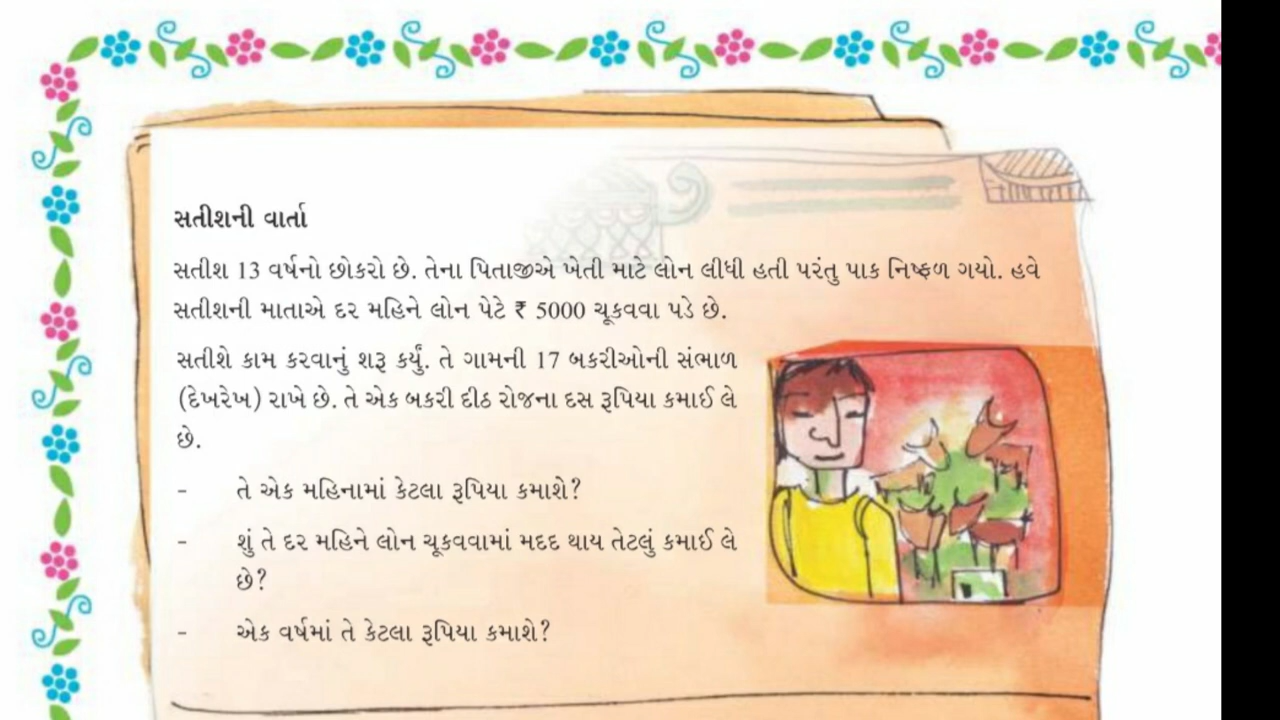 સતીશની વાર્તા
સતીશ 13 વર્ષનો છોકરો છે. તેના પિતાજીએ ખેતી માટે લોન લીધી હતી પરંતુ પાક નિષ્ફળ ગયો. હવે
સતીશની માતાએ દર મહિને લોન પેટે ₹ 5000 ચૂકવવા પડે છે.
સતીશે કામ કરવાનું શરૂ કર્યું. તે ગામની 17 બકરીઓની સંભાળ
(દેખરેખ) રાખે છે. તે એક બકરી દીઠ રોજના દસ રૂપિયા કમાઈ લે
છે.
- તે એક મહિનામાં કેટલા રૂપિયા કમાશે?
- શું તે દર મહિને લોન ચૂકવવામાં મદદ થાય તેટલું કમાઈ લે
છે?
- એક વર્ષમાં તે કેટલા રૂપિયા કમાશે?